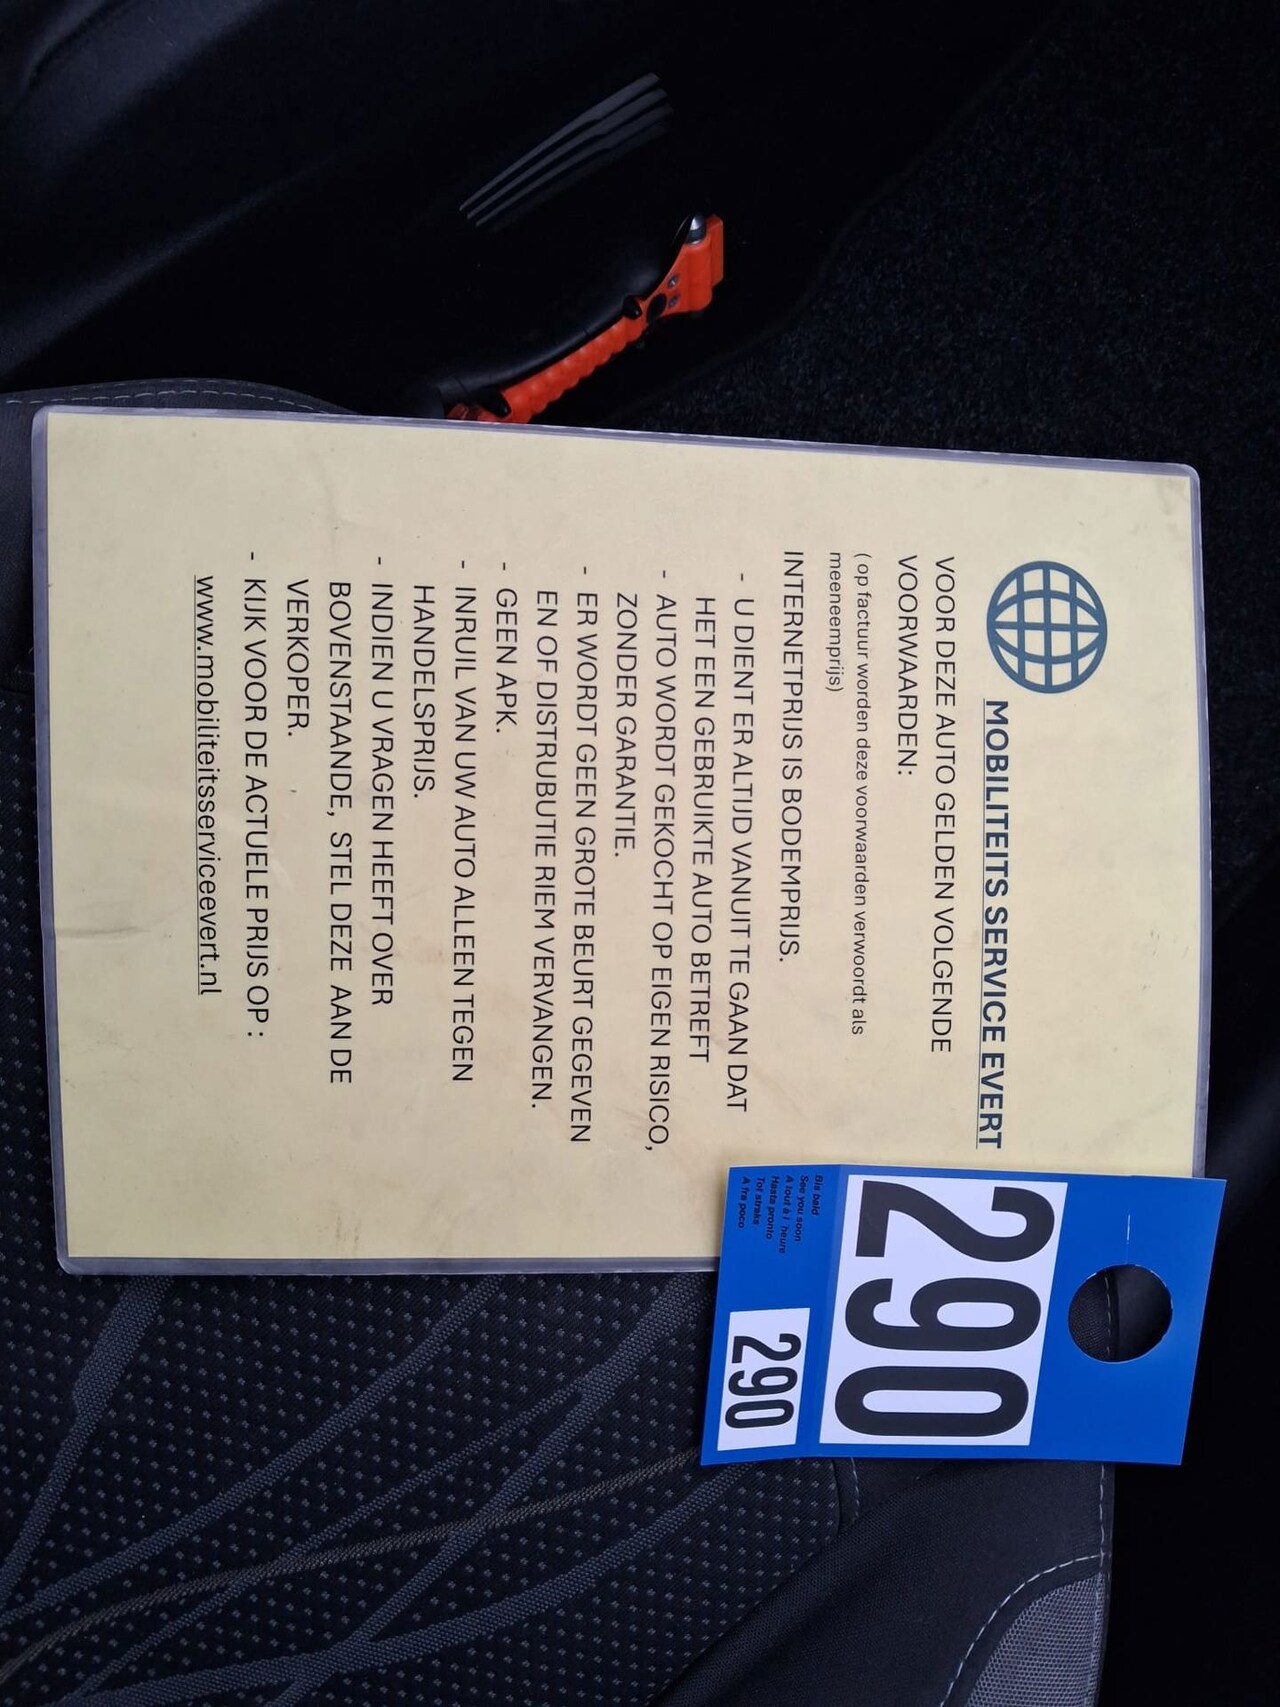 MOBILITEITS SERVICE EVERT
VOOR DEZE AUTO GELDEN VOLGENDE
VOORWAARDEN:
( op factuur worden deze voorwaarden verwoordt als
meeneemprijs)
INTERNETPRIJS IS BODEMPRIJS.
- U DIENT ER ALTIJD VANUIT TE GAAN DAT
HET EEN GEBRUIKTE AUTO BETREFT
- AUTO WORDT GEKOCHT OP EIGEN RISICO,
ZONDER GARANTIE.
- ER WORDT GEEN GROTE BEURT GEGEVEN
EN OF DISTRUBUTIE RIEM VERVANGEN.
- GEEN APK.
- INRUIL VAN UW AUTO ALLEEN TEGEN
HANDELSPRIJS.
- INDIEN U VRAGEN HEEFT OVER
BOVENSTAANDE, STEL DEZE AAN DE
VERKOPER.
- KIJK VOOR DE ACTUELE PRIJS OP :
www.mobiliteitsserviceevert.nl
290
Bis bald
See you soon
A tout à l 'heure
Hasta pronto
Tot straks
A fra poco
290